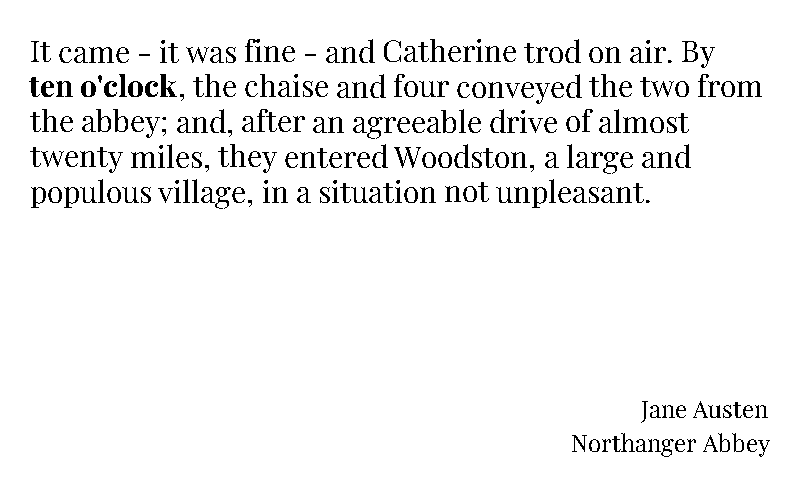 It came – it was fine – and Catherine trod on air. By
ten o'clock, the chaise and four conveyed the two from
the abbey; and, after an agreeable drive of almost
twenty miles, they entered Woodston, a large and
populous village, in a situation not unpleasant.
Jane Austen
Northanger Abbey